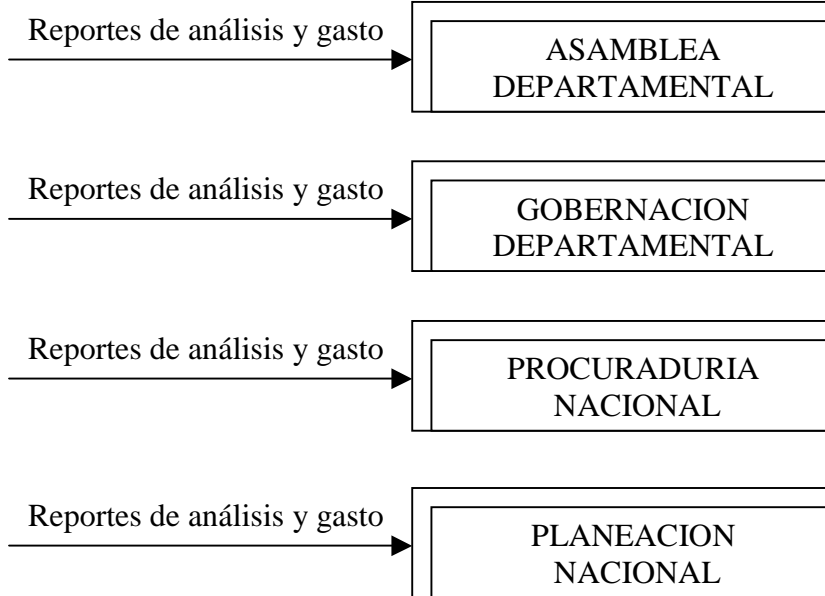 Reportes de análisis y gasto
ASAMBLEA
DEPARTAMENTAL
Reportes de análisis y gasto
GOBERNACION
DEPARTAMENTAL
Reportes de análisis y gasto
PROCURADURIA
NACIONAL
Reportes de análisis y gasto
PLANEACION
NACIONAL